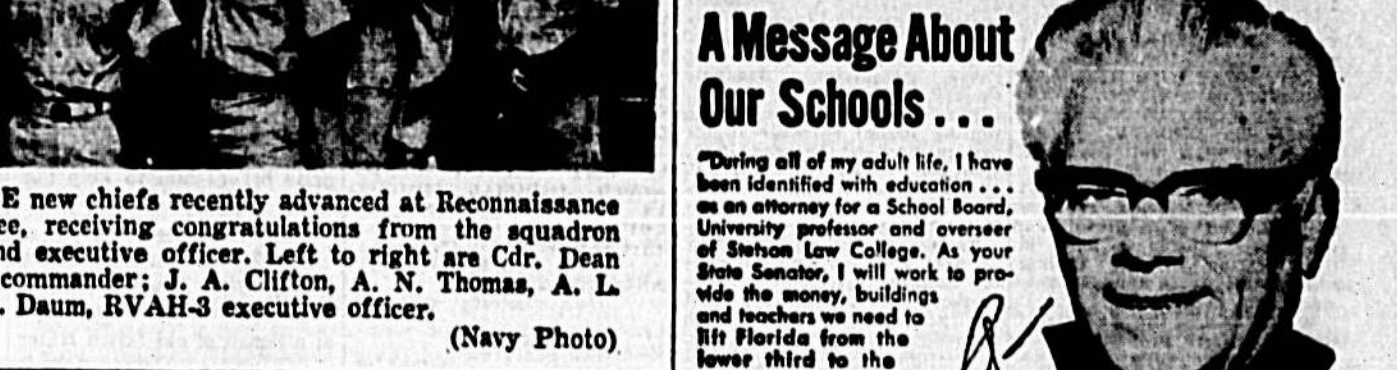 E new chiefs recently advanced at Reconnaissance
ce, receiving congratulations from the squadron
nd executive officer. Left to right are Cdr. Dean
commander; J. A. Clifton, A. N. Thomas, A. L.
. Daum, RVAH-3 executive officer.
(Navy Photo)
A Message About
Our Schools ...
"During all of my adult life, I have
been identified with education ...
as an attorney for a School Board,
University professor and overseer
of Stetson Law College. As your
State Senator, I will work to pro-
vide the money, buildings
and teachers we need to
lift Florida from the
lower third to the